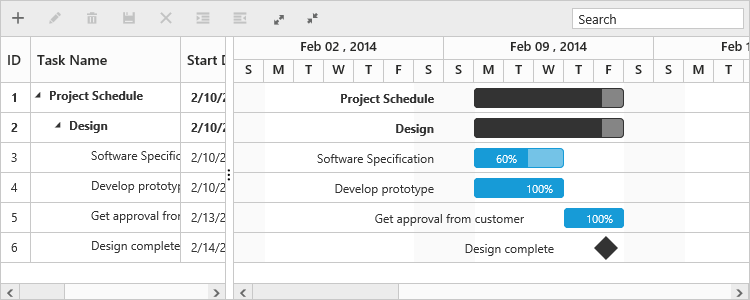 Search
ID Task Name Start D
Feb 02 , 2014 Feb 09 , 2014 Feb 1
S M T W T F S S M T W T F S S M T
1 Project Schedule 2/10/2
Project Schedule
2 Design 2/10/2
Design
3 Software Specific 2/10/2
Software Specification 60%
4 Develop prototyp 2/10/2
Develop prototype 100%
5 Get approval from 2/13/2
Get approval from customer 100%
6 Design complete 2/14/2
Design complete